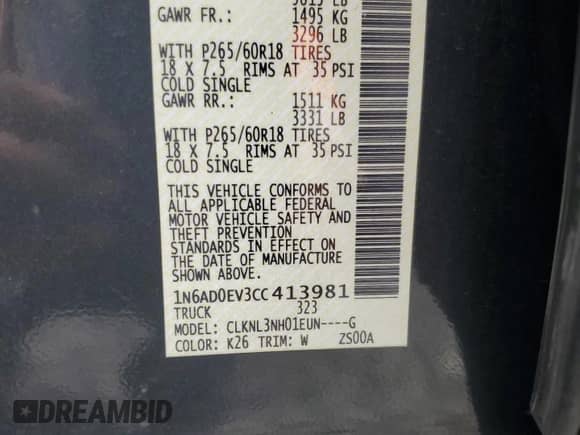 GAWR FR.: 1495 KG
3296 LB
WITH P265/60R18 TIRES
18 X 7.5 RIMS AT 35 PSI
COLD SINGLE
GAWR RR.: 1511 KG
3331 LB
WITH P265/60R18 TIRES
18 X 7.5 RIMS AT 35 PSI
COLD SINGLE
THIS VEHICLE CONFORMS TO
ALL APPLICABLE FEDERAL
MOTOR VEHICLE SAFETY AND
THEFT PREVENTION
STANDARDS IN EFFECT ON
THE DATE OF MANUFACTURE
SHOWN ABOVE.
1N6AD0EV3CC413981
TRUCK 323
MODEL: CLKNL3NH01EUN----G
COLOR: K26 TRIM: W ZS00A
DREAMBID